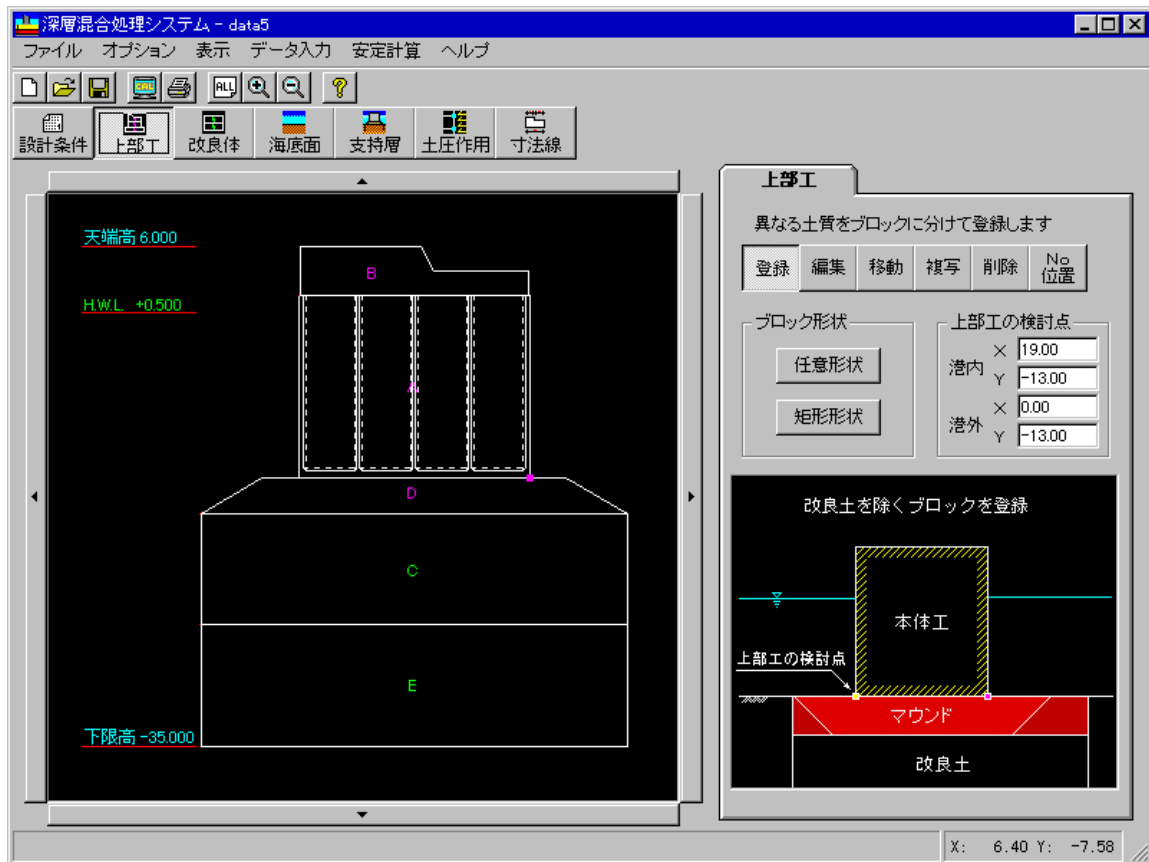 深層混合処理システム - data5
ファイル オプション 表示 データ入力 安定計算 ヘルプ
CAL ALL ?
設計条件 上部工 改良体 海底面 支持層 土圧作用 寸法線
天端高 6.000
H.W.L. +0.500
B
A
D
C
E
下限高 -35.000
上部工
異なる土質をブロックに分けて登録します
登録 編集 移動 複写 削除 No位置
ブロック形状
任意形状
矩形形状
上部工の検討点
港内 X 19.00
Y -13.00
港外 X 0.00
Y -13.00
改良土を除くブロックを登録
本体工
上部工の検討点
マウンド
改良土
X: 6.40 Y: -7.58